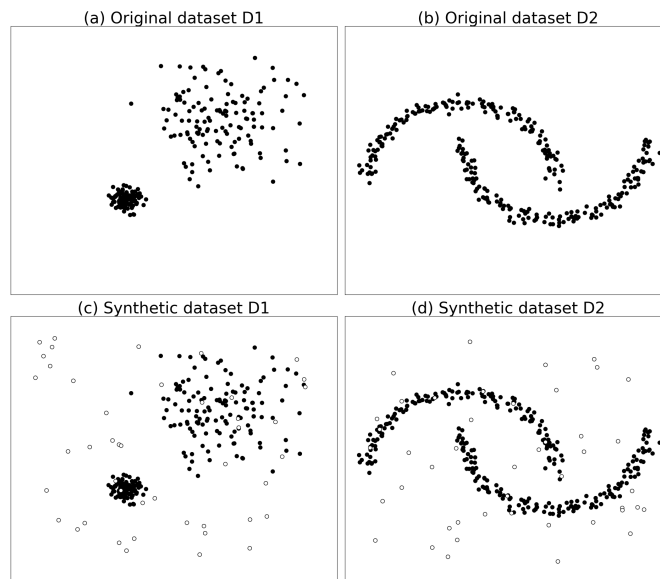 (a) Original dataset D1
(b) Original dataset D2
(c) Synthetic dataset D1
(d) Synthetic dataset D2